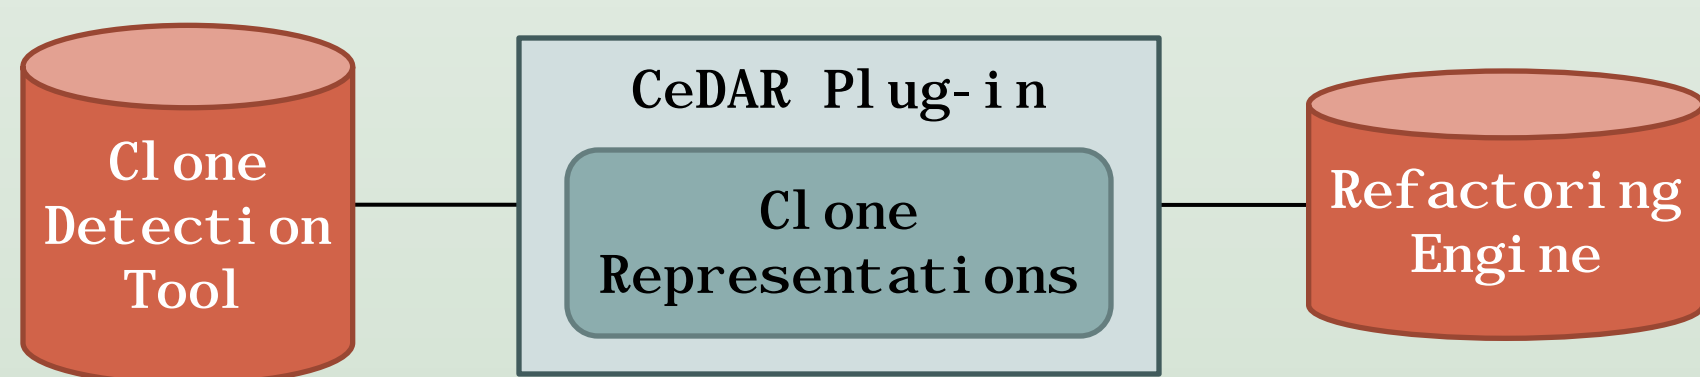 Clone
Detection
Tool
CeDAR Plug-in
Clone
Representations
Refactoring
Engine